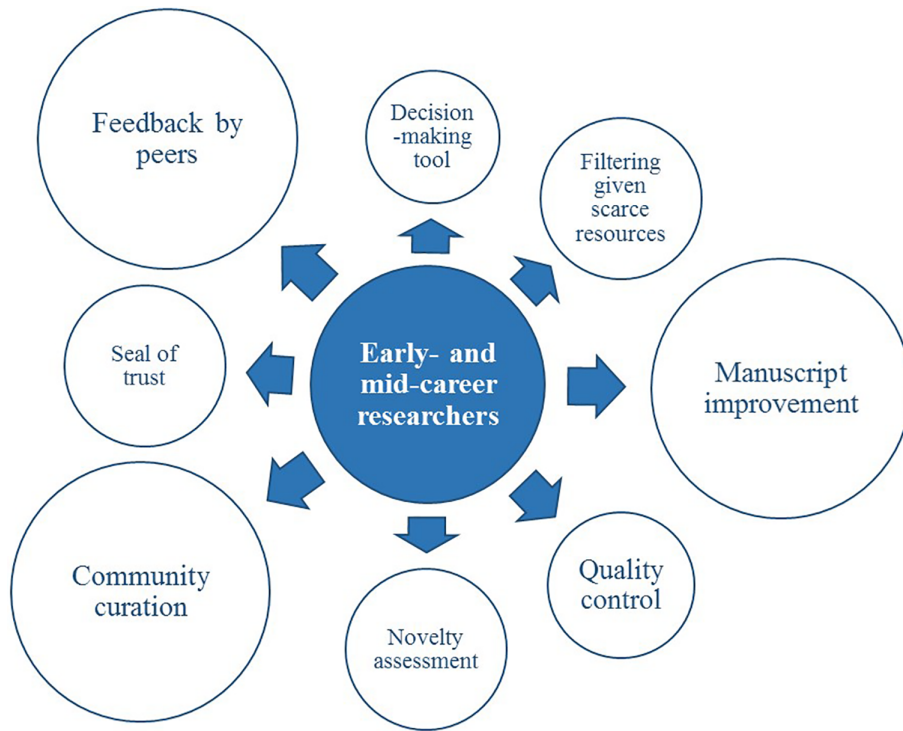 Feedback by
peers
Decision
-making
tool
Filtering
given
scarce
resources
Seal of
trust
Early- and
mid-career
researchers
Manuscript
improvement
Community
curation
Novelty
assessment
Quality
control